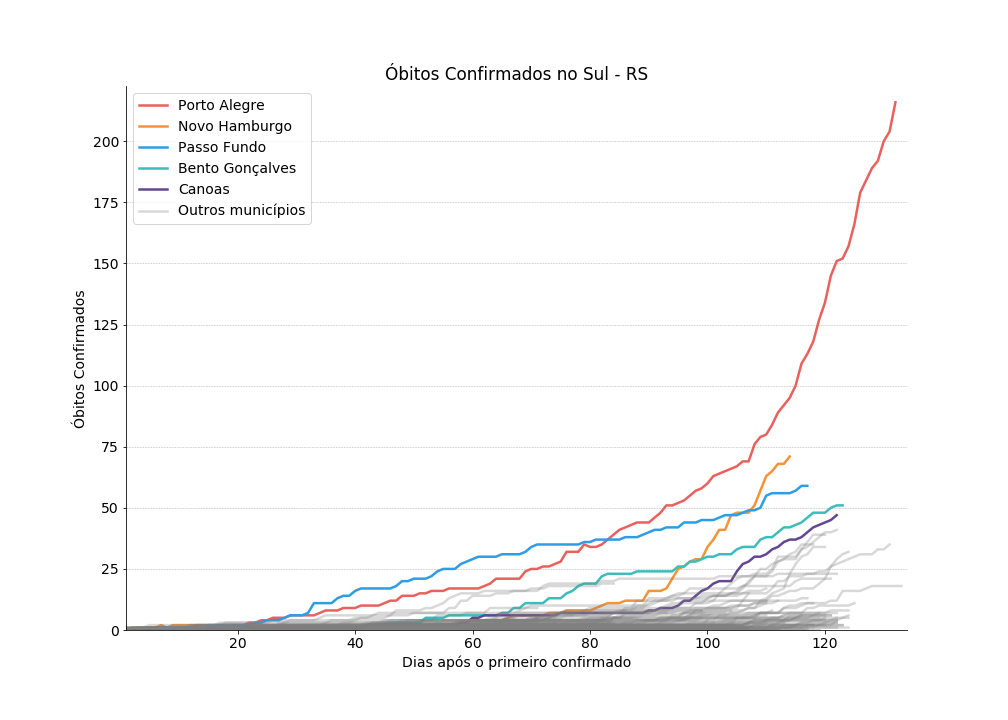 Óbitos Confirmados no Sul - RS
Porto Alegre
Novo Hamburgo
Passo Fundo
Bento Gonçalves
Canoas
Outros municípios
Óbitos Confirmados
200
175
150
125
100
75
50
25
0
20 40 60 80 100 120
Dias após o primeiro confirmado